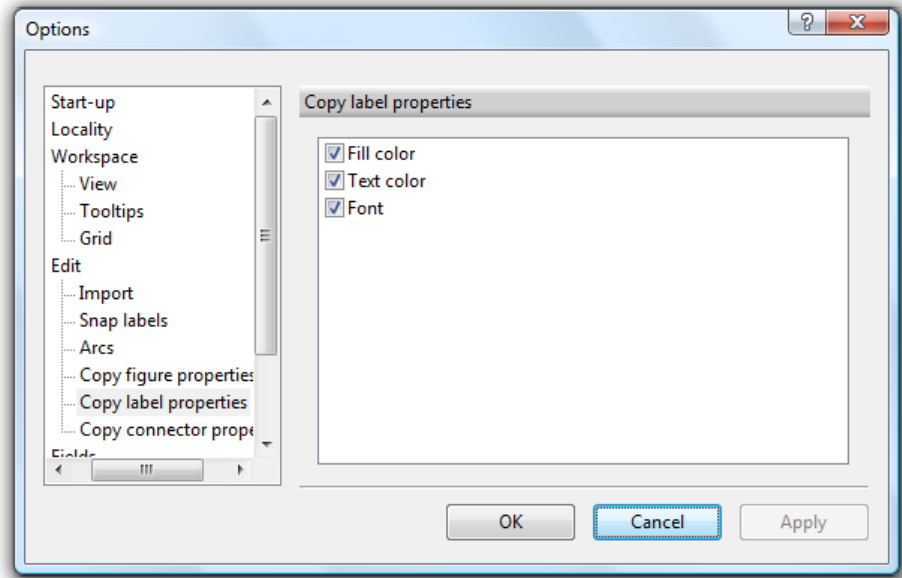 Options
Start-up
Locality
Workspace
View
Tooltips
Grid
Edit
Import
Snap labels
Arcs
Copy figure properties
Copy label properties
Copy connector prope
Fields
Copy label properties
Fill color
Text color
Font
OK
Cancel
Apply